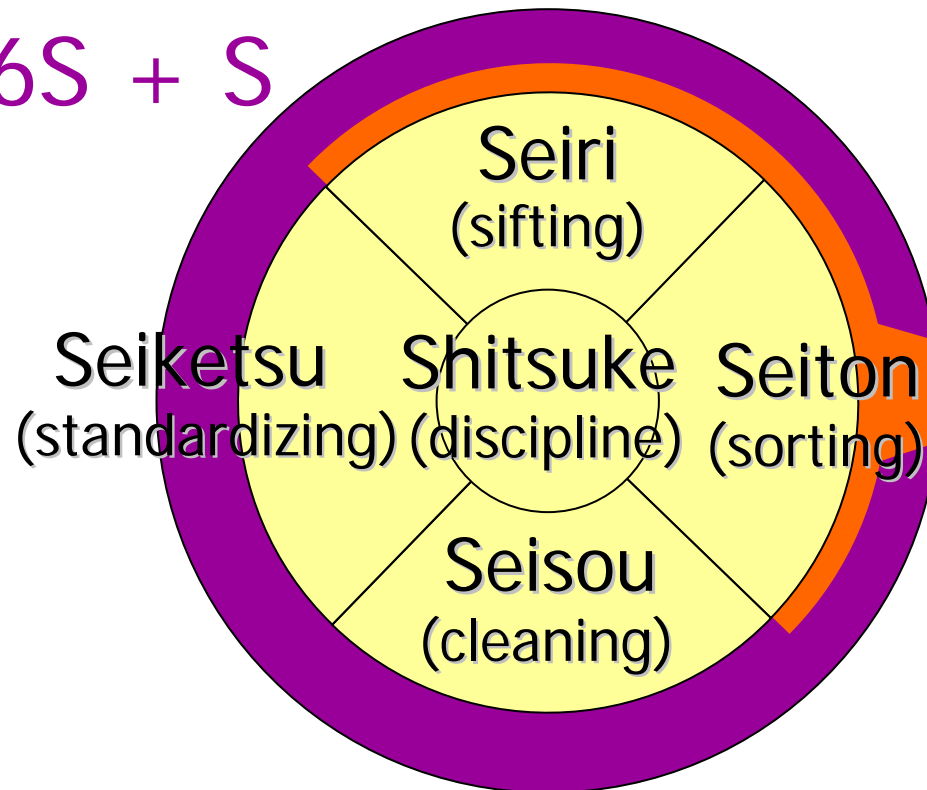 6S + S
Seiri
(sifting)
Seiketsu
(standardizing)
Shitsuke
(discipline)
Seiton
(sorting)
Seisou
(cleaning)